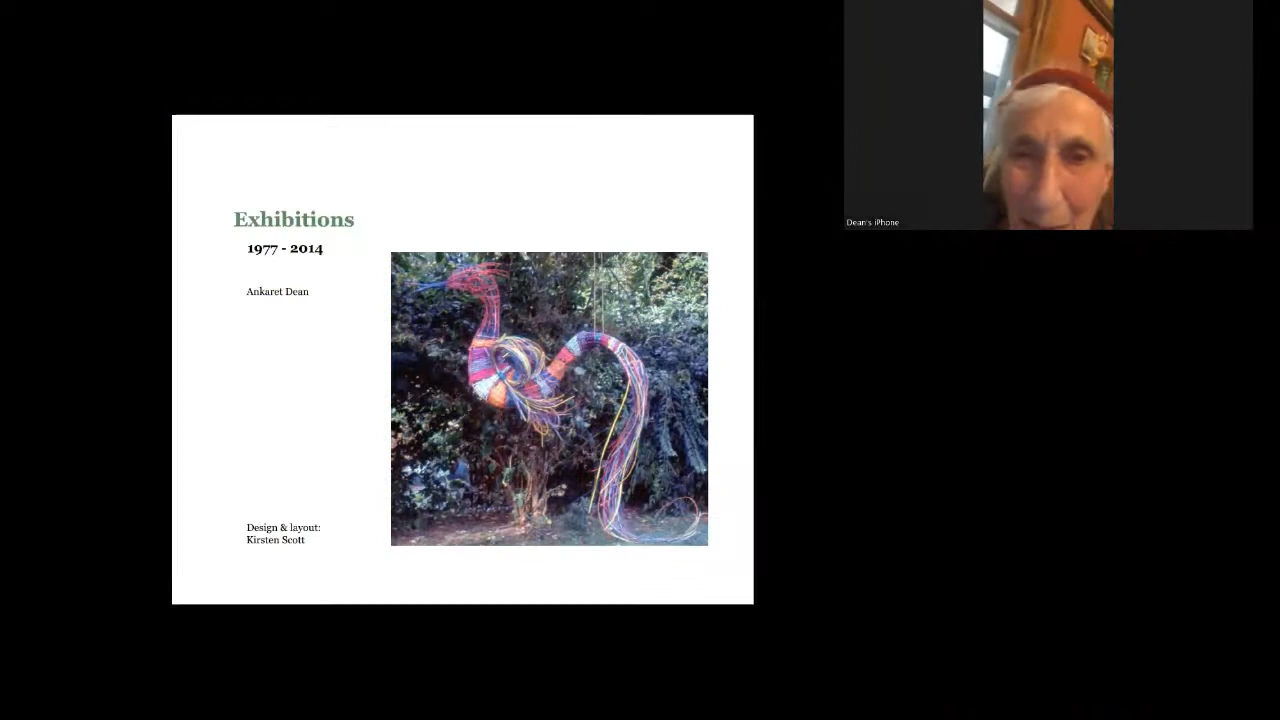 Exhibitions
1977 - 2014
Ankaret Dean
Design & layout:
Kirsten Scott
Dean's iPhone